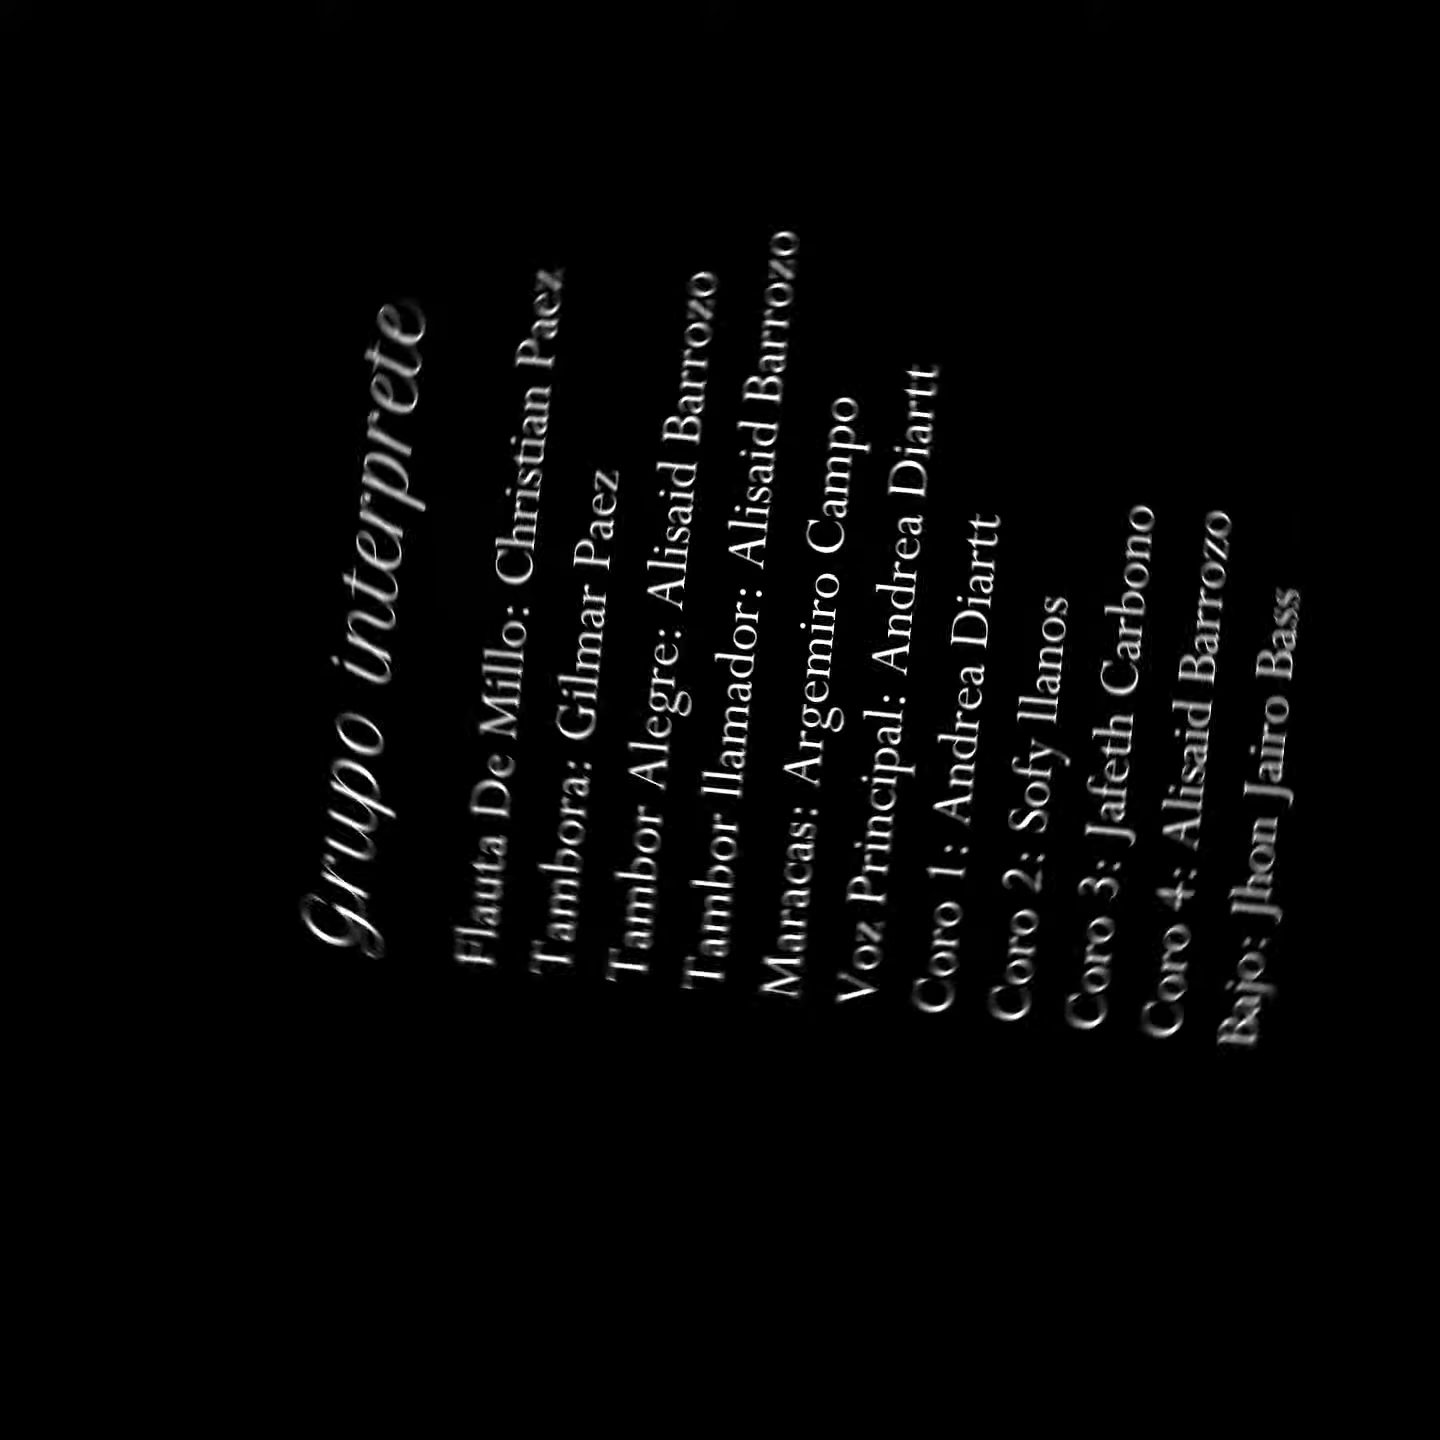 Grupo interprete
Flauta De Millo: Christian Paez
Tambora: Gilmar Paez
Tambor Alegre: Alisaid Barrozo
Tambor llamador: Alisaid Barrozo
Maracas: Argemiro Campo
Voz Principal: Andrea Diartt
Coro 1: Andrea Diartt
Coro 2: Sofy llanos
Coro 3: Jafeth Carbono
Coro 4: Alisaid Barrozo
Bajo: Jhon Jairo Bass